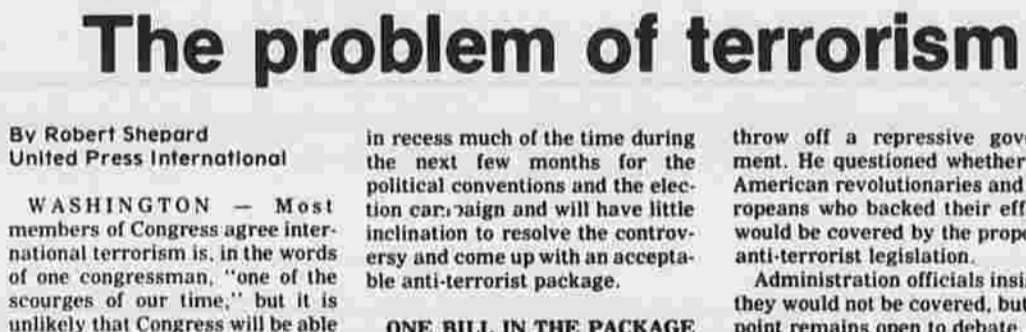 The problem of terrorism
By Robert Shepard
United Press International
WASHINGTON — Most
members of Congress agree inter-
national terrorism is, in the words
of one congressman, "one of the
scourges of our time," but it is
unlikely that Congress will be able
in recess much of the time during
the next few months for the
political conventions and the elec-
tion campaign and will have little
inclination to resolve the controv-
ersy and come up with an accepta-
ble anti-terrorist package.
ONE BILL IN THE PACKAGE
throw off a repressive gov
ment. He questioned whether
American revolutionaries and
ropeans who backed their eff
would be covered by the prop
anti-terrorist legislation.
Administration officials insi
they would not be covered, but
point remains open to debate